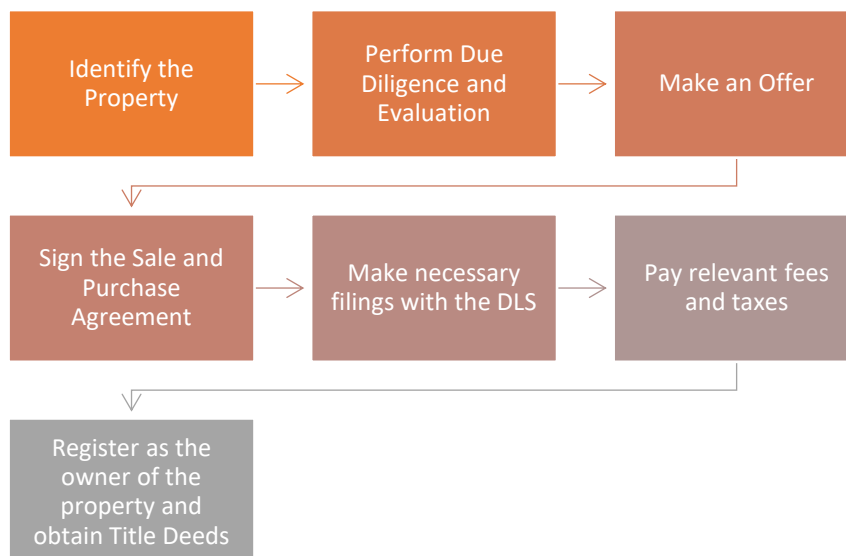 Identify the
Property
Perform Due
Diligence and
Evaluation
Make an Offer
Sign the Sale and
Purchase
Agreement
Make necessary
filings with the DLS
Pay relevant fees
and taxes
Register as the
owner of the
property and
obtain Title Deeds